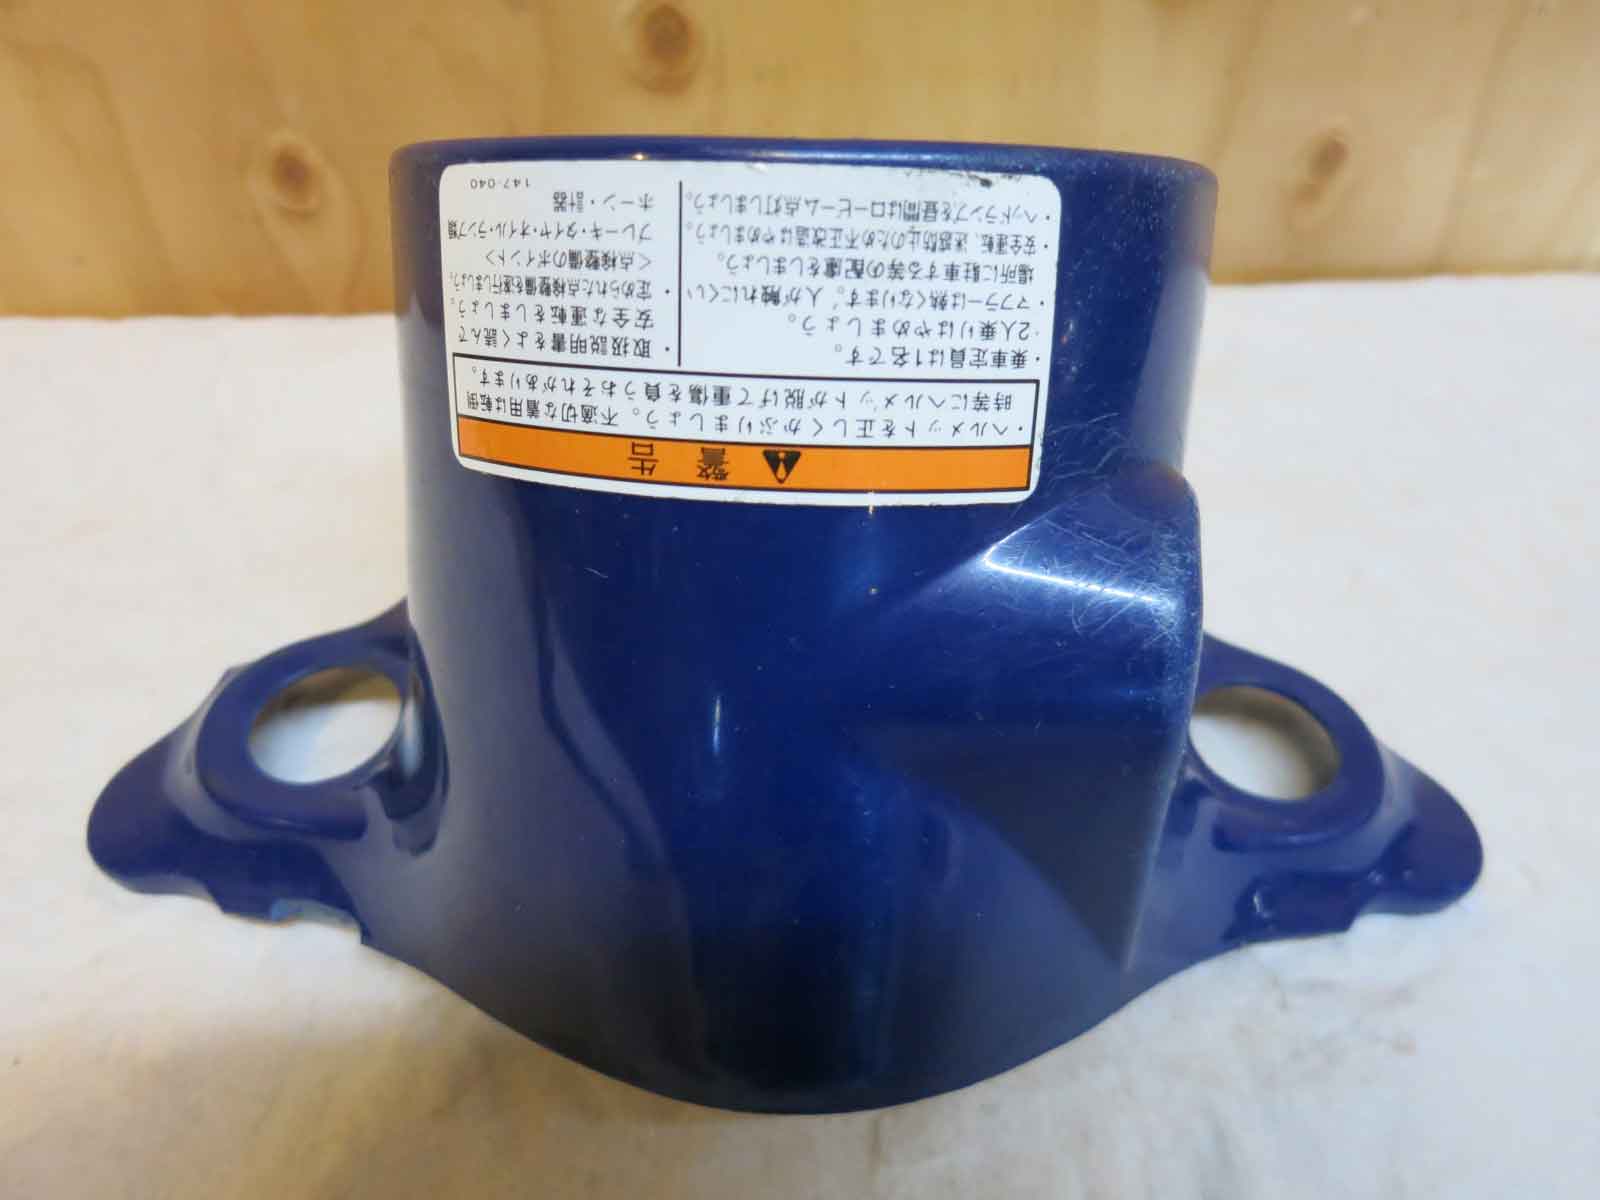 警告
・ヘルメットを正しくかぶりましょう。不適切な着用は転倒
時等にヘルメットが脱げて重傷を負うおそれがあります。
・乗車定員は1名です。
・2人乗りはやめましょう。
・マフラーは熱くなります。人が触れにくい
場所に駐車する等の配慮をしましょう。
・安全運転、迷惑防止のため不正改造はやめましょう。
・ヘッドランプを昼間はロービーム点灯しましょう。
・取扱説明書をよく読んで
安全な運転をしましょう。
・定められた点検整備を実行しましょう。
＜点検整備のポイント＞
ブレーキ・タイヤ・オイル・ランプ類
ホーン・計器
147-040